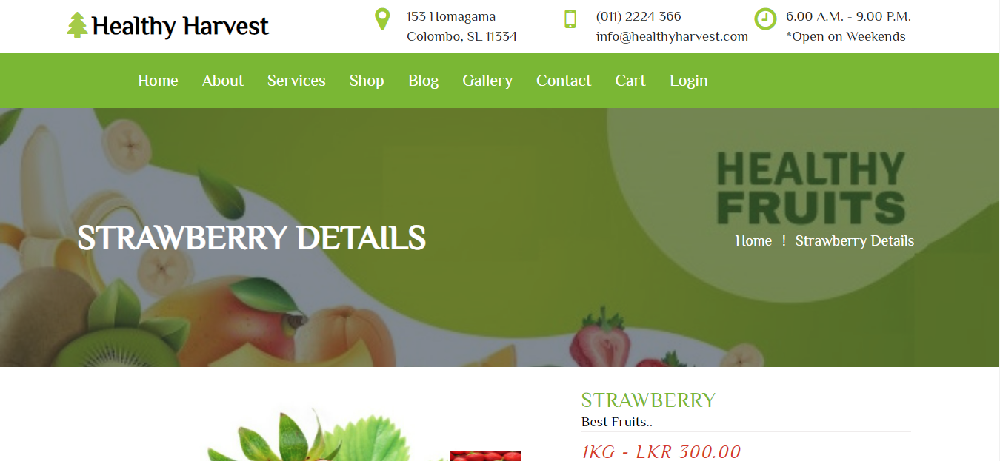 Healthy Harvest
153 Homagama
Colombo, SL 11334
(011) 2224 366
info@healthyharvest.com
6.00 A.M. - 9.00 P.M.
*Open on Weekends
Home About Services Shop Blog Gallery Contact Cart Login
HEALTHY
FRUITS
STRAWBERRY DETAILS
Home ! Strawberry Details
STRAWBERRY
Best Fruits..
1KG - LKR 300.00